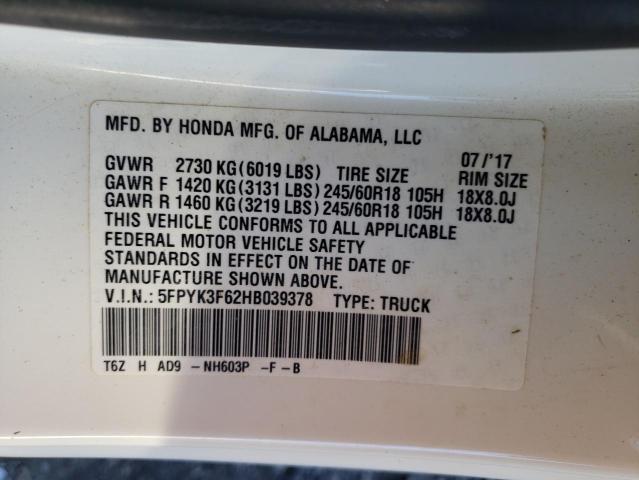 MFD. BY HONDA MFG. OF ALABAMA, LLC
GVWR 2730 KG(6019 LBS) TIRE SIZE 07/'17 RIM SIZE
GAWR F 1420 KG(3131 LBS)245/60R18 105H 18X8.0J
GAWR R 1460 KG(3219 LBS)245/60R18 105H 18X8.0J
THIS VEHICLE CONFORMS TO ALL APPLICABLE
FEDERAL MOTOR VEHICLE SAFETY
STANDARDS IN EFFECT ON THE DATE OF
MANUFACTURE SHOWN ABOVE.
V.I.N.: 5FPYK3F62HB039378 TYPE: TRUCK
T6Z H AD9 -NH603P -F -B